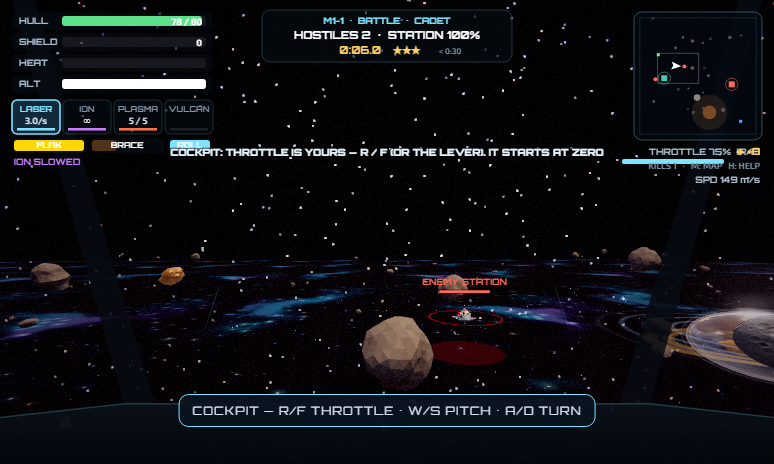 HULL 78 / 80
SHIELD 0
HEAT
ALT
LASER 3.0/s
ION ∞
PLASMA 5 / 5
VULCAN
FLAK BRACE ROLL
ION SLOWED
M1-1 · BATTLE · CADET
HOSTILES 2 · STATION 100%
0:06.0 ★★★ < 0:30
COCKPIT: THROTTLE IS YOURS — R / F (OR THE LEVER). IT STARTS AT ZERO
THROTTLE 75%
KILLS 1 · M: MAP H: HELP
SPD 149 m/s
ENEMY STATION
COCKPIT — R/F THROTTLE · W/S PITCH · A/D TURN